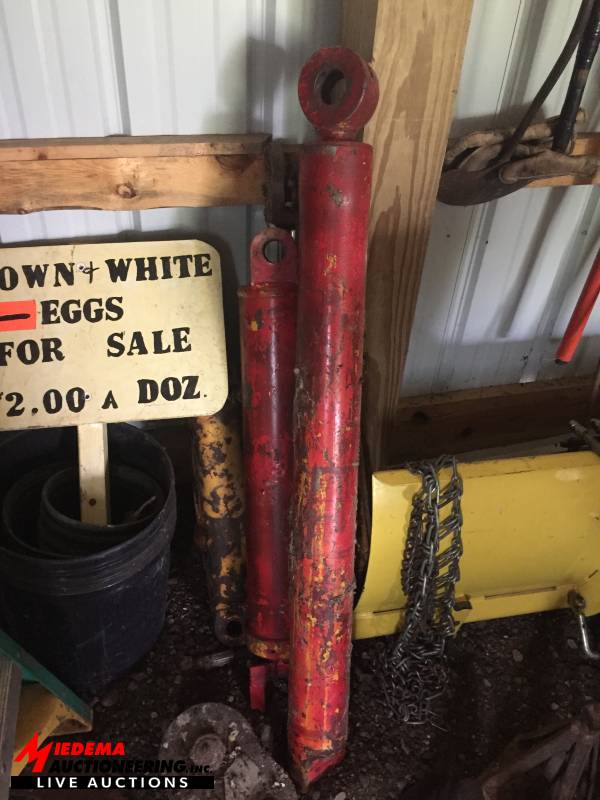 OWN & WHITE
EGGS
FOR SALE
2.00 A DOZ.
MIEDEMA
AUCTIONEERING, INC.
LIVE AUCTIONS